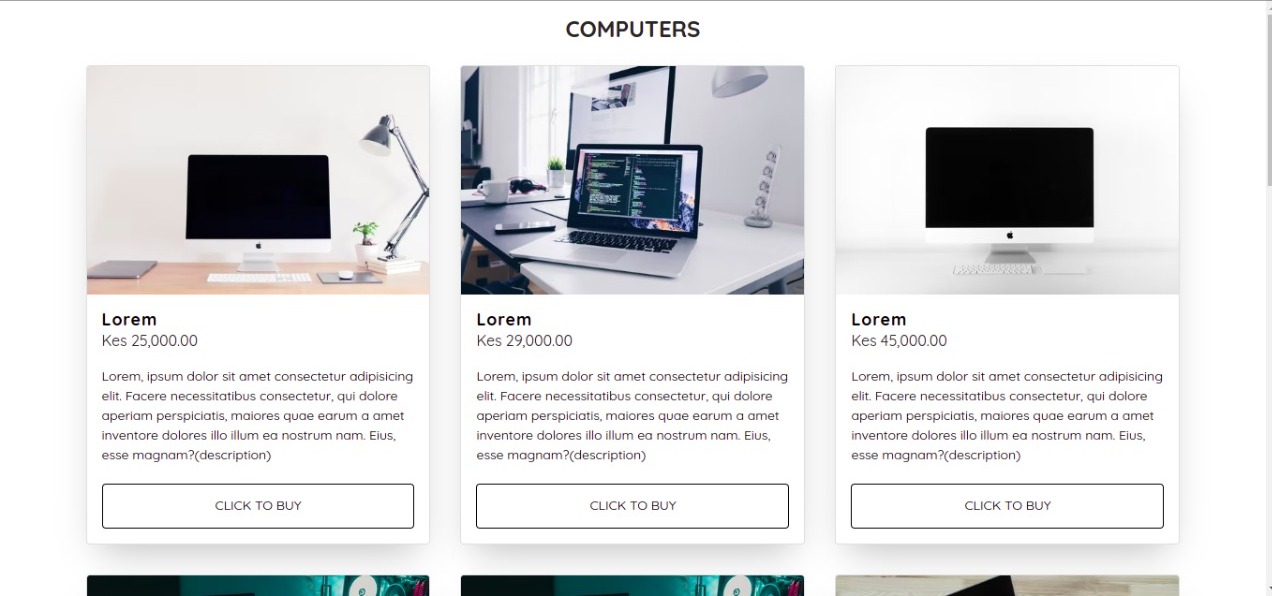 COMPUTERS
Lorem
Kes 25,000.00
Lorem, ipsum dolor sit amet consectetur adipisicing
elit. Facere necessitatibus consectetur, qui dolore
aperiam perspiciatis, maiores quae earum a amet
inventore dolores illo illum ea nostrum nam. Eius,
esse magnam?(description)
CLICK TO BUY
Lorem
Kes 29,000.00
Lorem, ipsum dolor sit amet consectetur adipisicing
elit. Facere necessitatibus consectetur, qui dolore
aperiam perspiciatis, maiores quae earum a amet
inventore dolores illo illum ea nostrum nam. Eius,
esse magnam?(description)
CLICK TO BUY
Lorem
Kes 45,000.00
Lorem, ipsum dolor sit amet consectetur adipisicing
elit. Facere necessitatibus consectetur, qui dolore
aperiam perspiciatis, maiores quae earum a amet
inventore dolores illo illum ea nostrum nam. Eius,
esse magnam?(description)
CLICK TO BUY